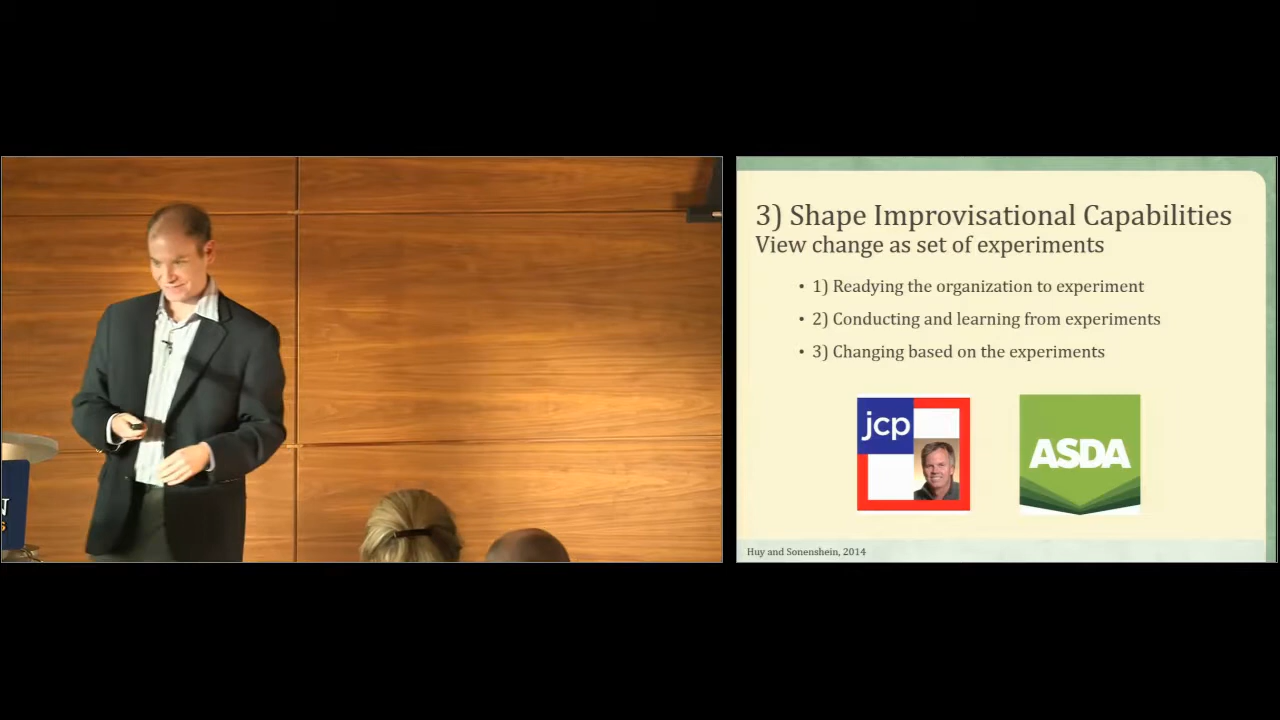 3) Shape Improvisational Capabilities
View change as set of experiments
• 1) Readying the organization to experiment
• 2) Conducting and learning from experiments
• 3) Changing based on the experiments
jcp
ASDA
Huy and Sonenshein, 2014